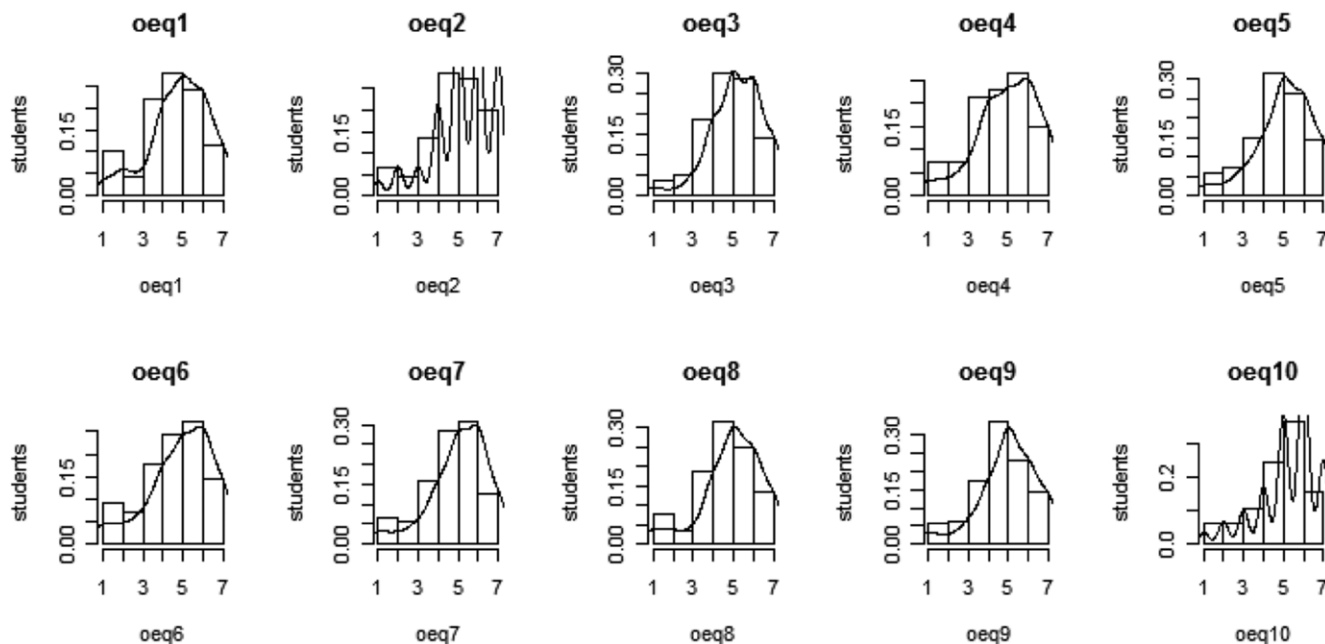 oeq1 oeq2 oeq3 oeq4 oeq5
students students students students students
0.00 0.15 0.00 0.15 0.00 0.15 0.30 0.00 0.15 0.00 0.15 0.30
1 3 5 7 1 3 5 7 1 3 5 7 1 3 5 7 1 3 5 7
oeq1 oeq2 oeq3 oeq4 oeq5
oeq6 oeq7 oeq8 oeq9 oeq10
students students students students students
0.00 0.15 0.00 0.15 0.30 0.00 0.15 0.30 0.00 0.15 0.30 0.0 0.2
1 3 5 7 1 3 5 7 1 3 5 7 1 3 5 7 1 3 5 7
oeq6 oeq7 oeq8 oeq9 oeq10